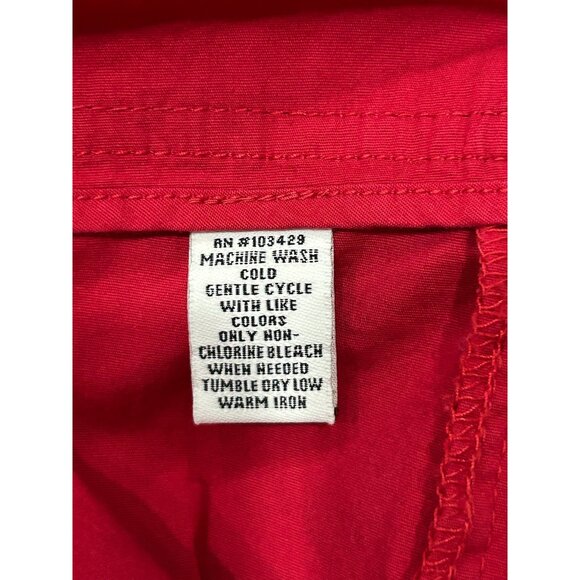 RN #103429
MACHINE WASH
COLD
GENTLE CYCLE
WITH LIKE
COLORS
ONLY NON-
CHLORINE BLEACH
WHEN NEEDED
TUMBLE DRY LOW
WARM IRON